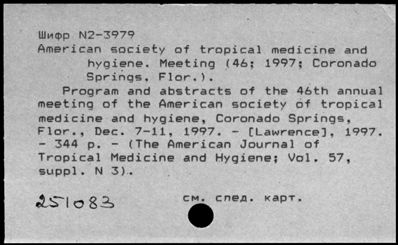 Шифр N2-3979
American society of tropical medicine and
hygiene. Meeting (46; 1997; Coronado
Springs, Flor.).
Program and abstracts of the 46th annual
meeting of the American society of tropical
medicine and hygiene, Coronado Springs,
Flor., Dec. 7-11, 1997. - [Lawrence], 1997.
- 344 p. - (The American Journal of
Tropical Medicine and Hygiene; Vol. 57,
suppl. N 3).
251083 см. след. карт.